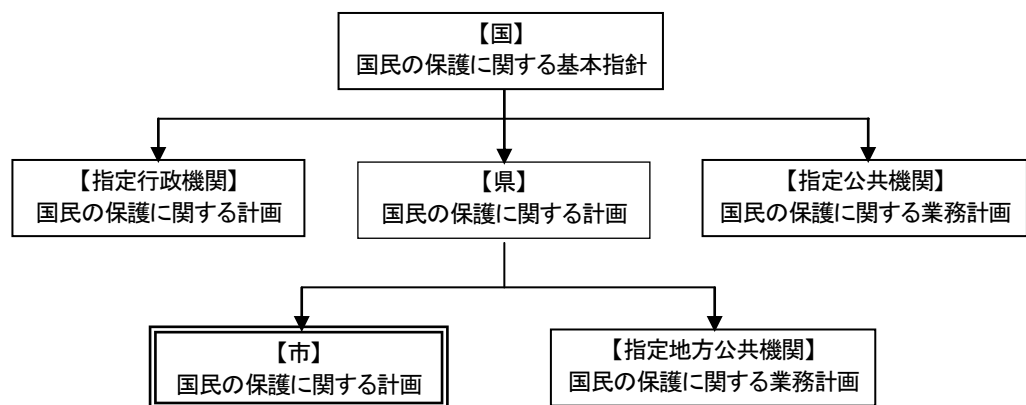 【国】
国民の保護に関する基本指針
【指定行政機関】
国民の保護に関する計画
【県】
国民の保護に関する計画
【指定公共機関】
国民の保護に関する業務計画
【市】
国民の保護に関する計画
【指定地方公共機関】
国民の保護に関する業務計画